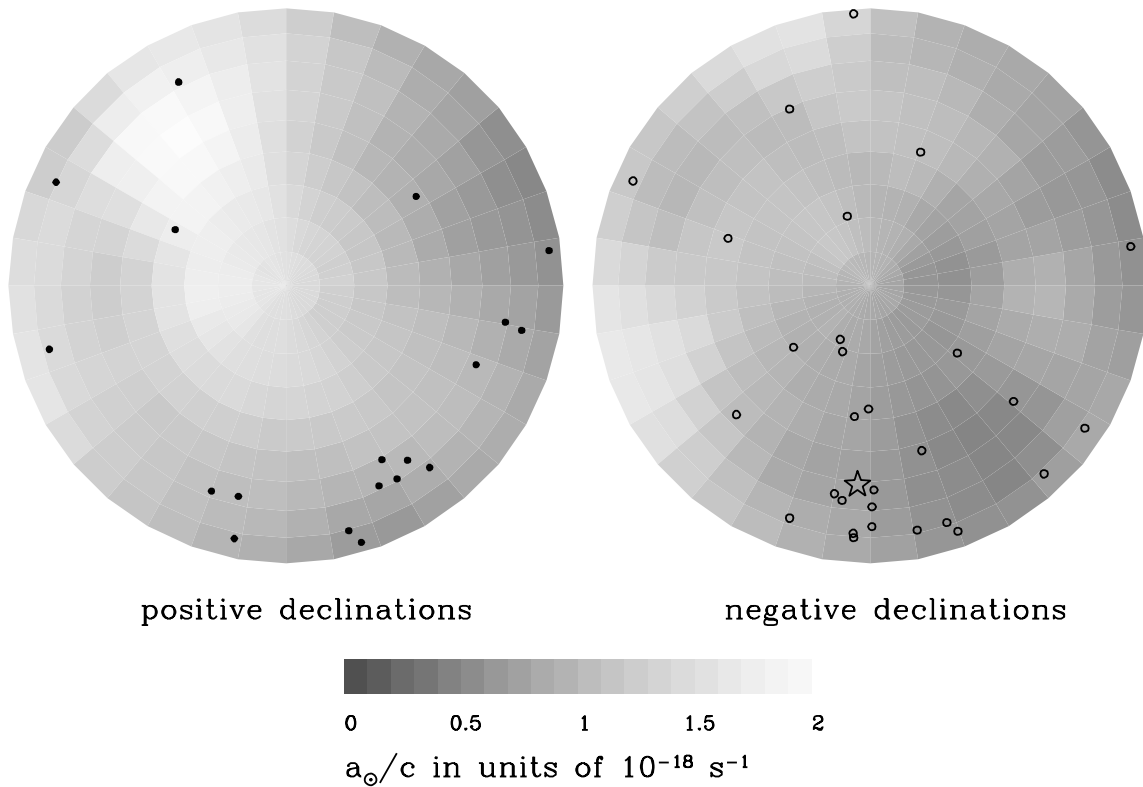 positive declinations
negative declinations
0 0.5 1 1.5 2
a☉/c in units of 10⁻¹⁸ s⁻¹